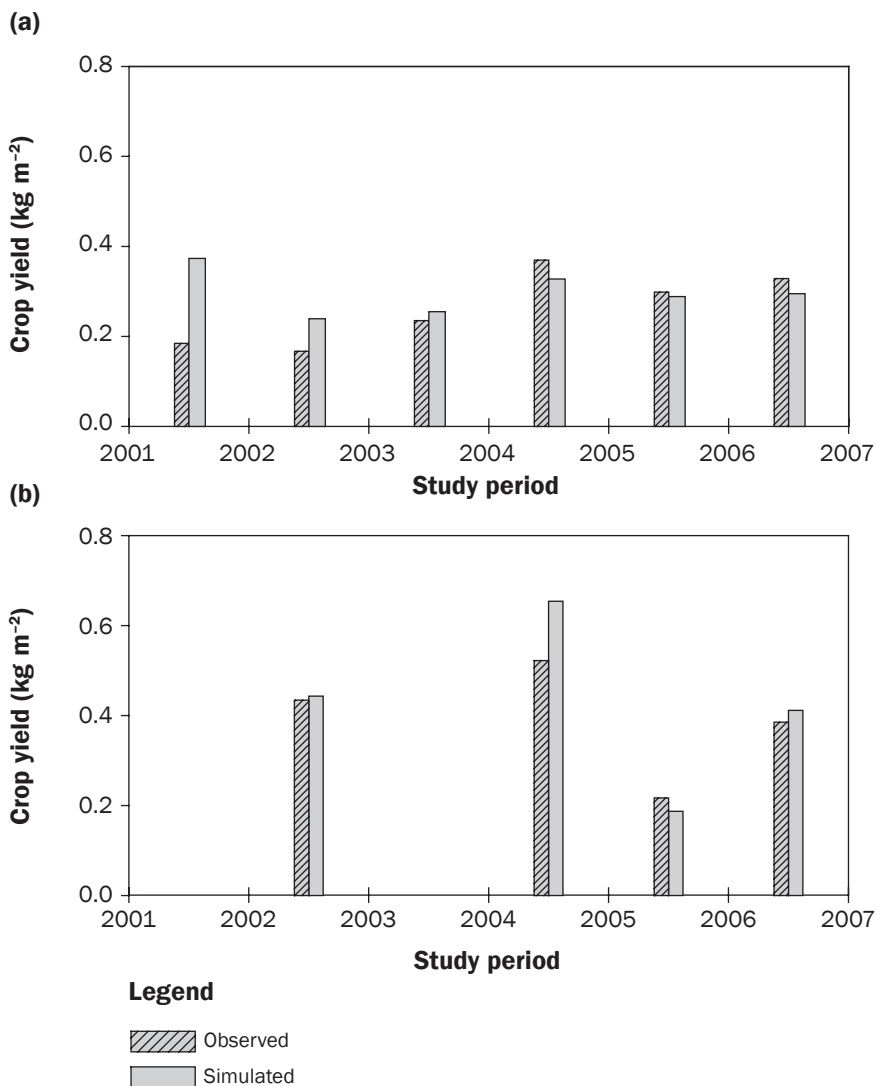 (a)
Crop yield (kg m⁻²)
0.8
0.6
0.4
0.2
0.0
2001 2002 2003 2004 2005 2006 2007
Study period
(b)
Crop yield (kg m⁻²)
0.8
0.6
0.4
0.2
0.0
2001 2002 2003 2004 2005 2006 2007
Study period
Legend
Observed
Simulated